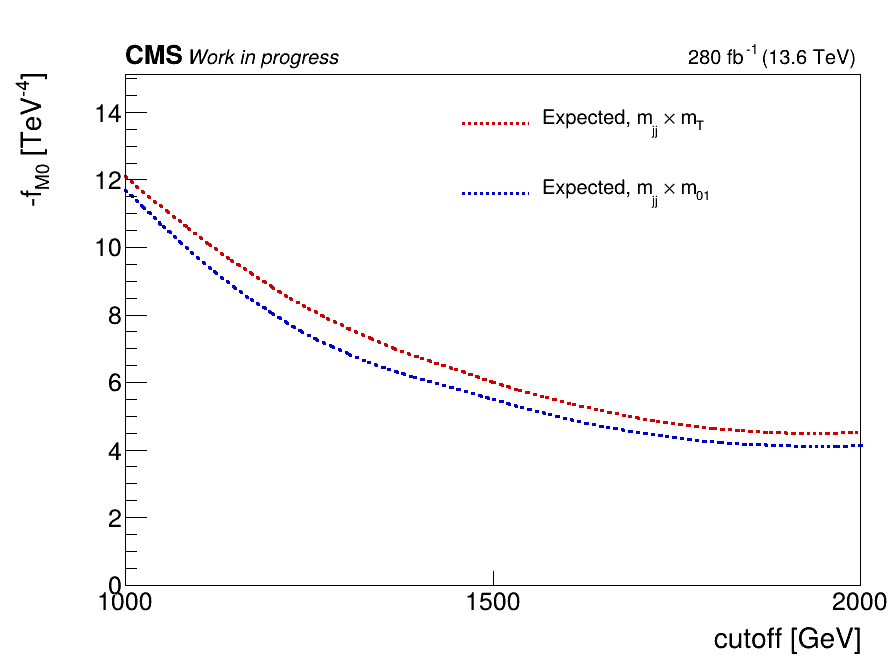 CMS Work in progress 280 fb⁻¹ (13.6 TeV)
-f_M0 [TeV⁻⁴]
14
Expected, m_jj × m_T
12
Expected, m_jj × m_01
10
8
6
4
2
0
1000 1500 2000
cutoff [GeV]